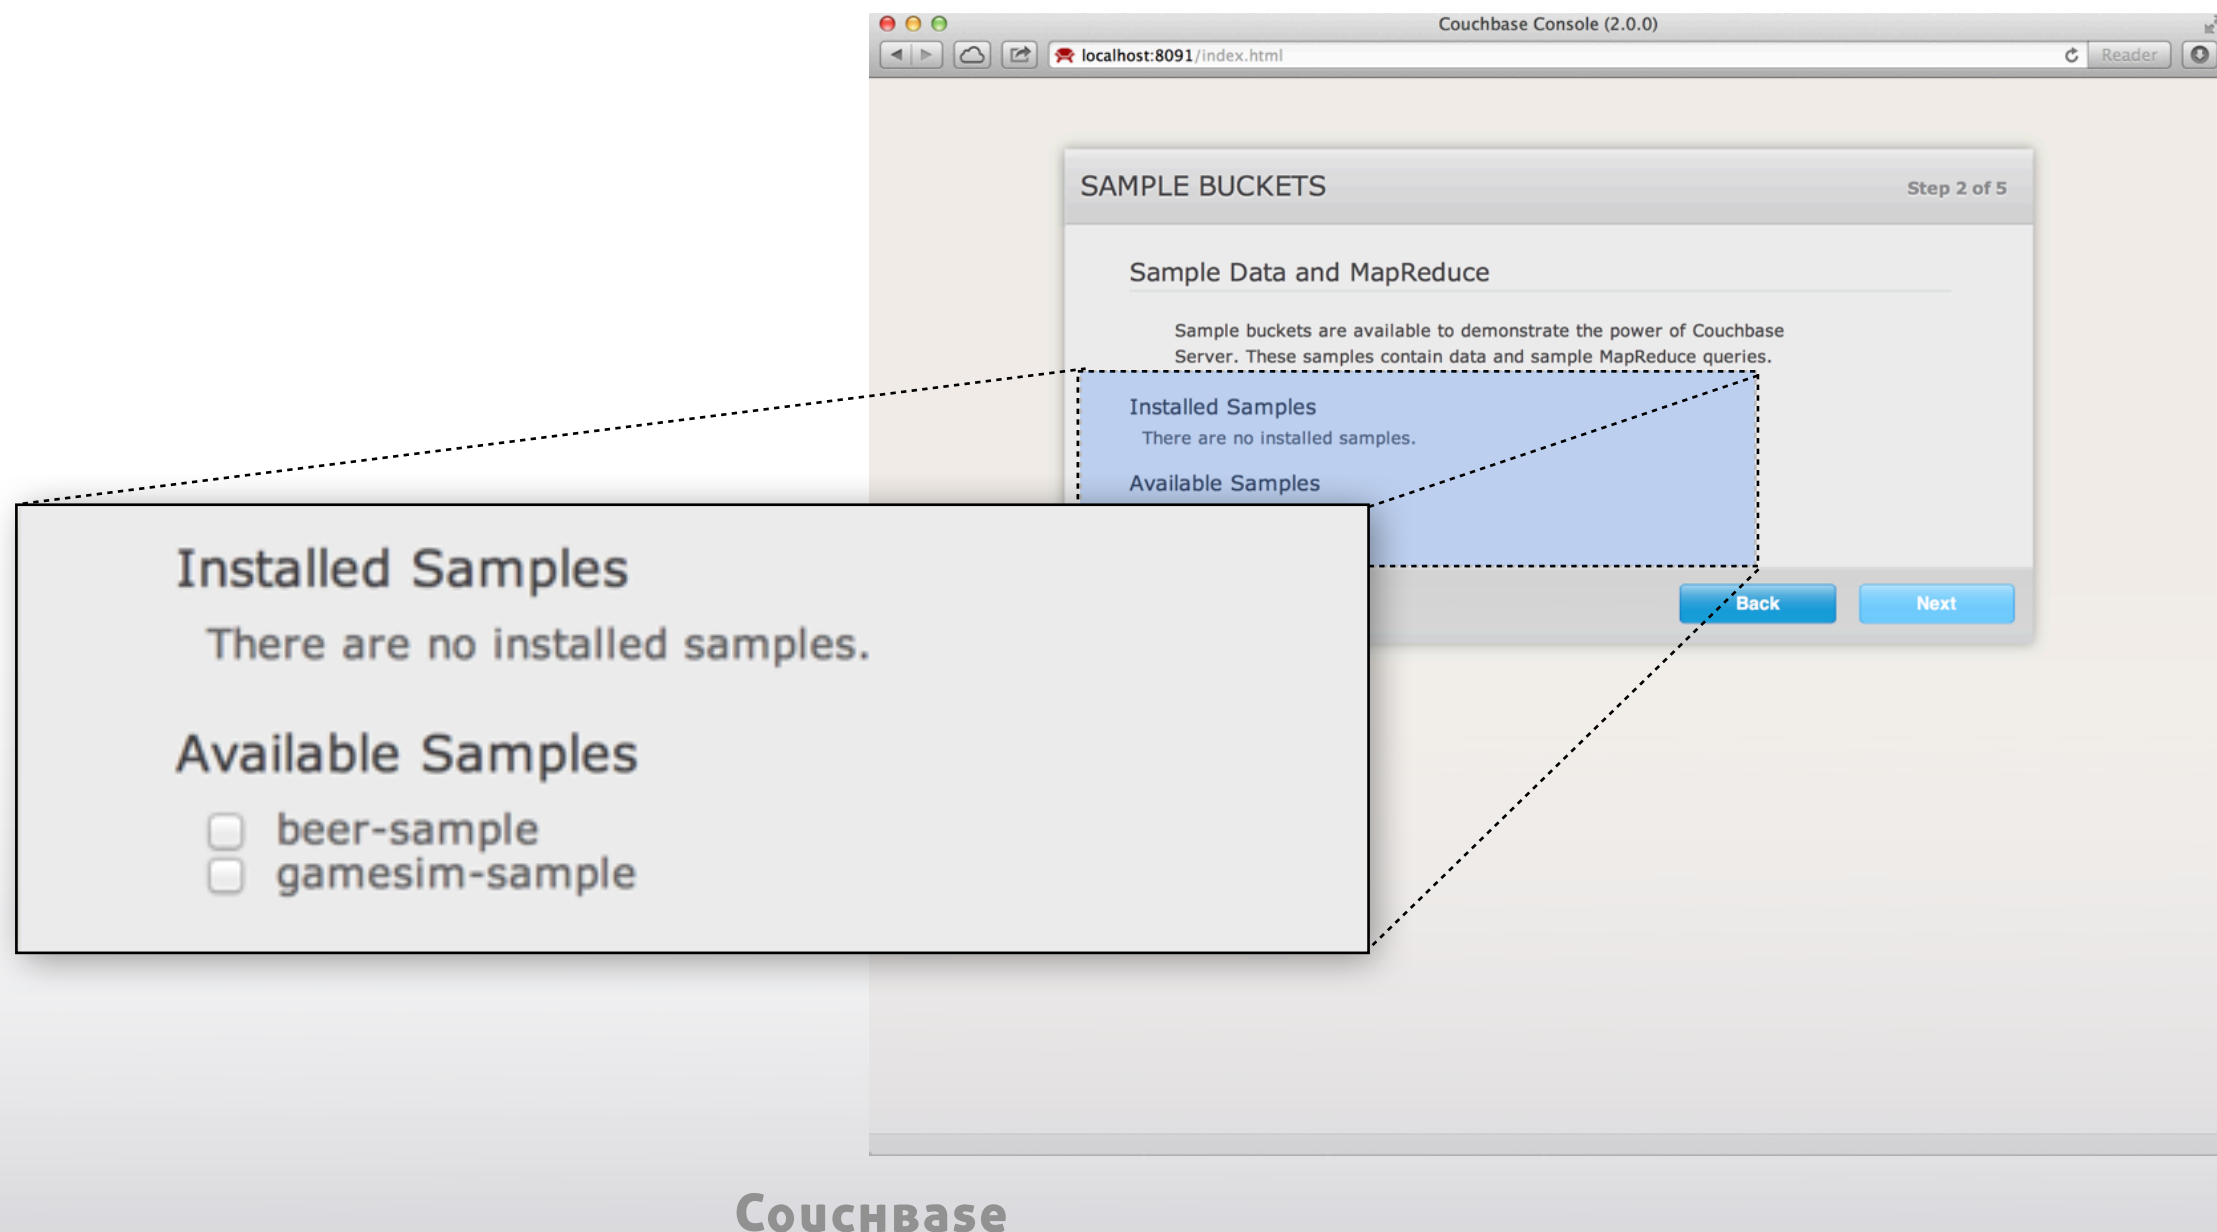 Couchbase Console (2.0.0)
localhost:8091/index.html
Reader
SAMPLE BUCKETS
Step 2 of 5
Sample Data and MapReduce
Sample buckets are available to demonstrate the power of Couchbase
Server. These samples contain data and sample MapReduce queries.
Installed Samples
There are no installed samples.
Available Samples
Back
Next
Installed Samples
There are no installed samples.
Available Samples
beer-sample
gamesim-sample
Couchbase